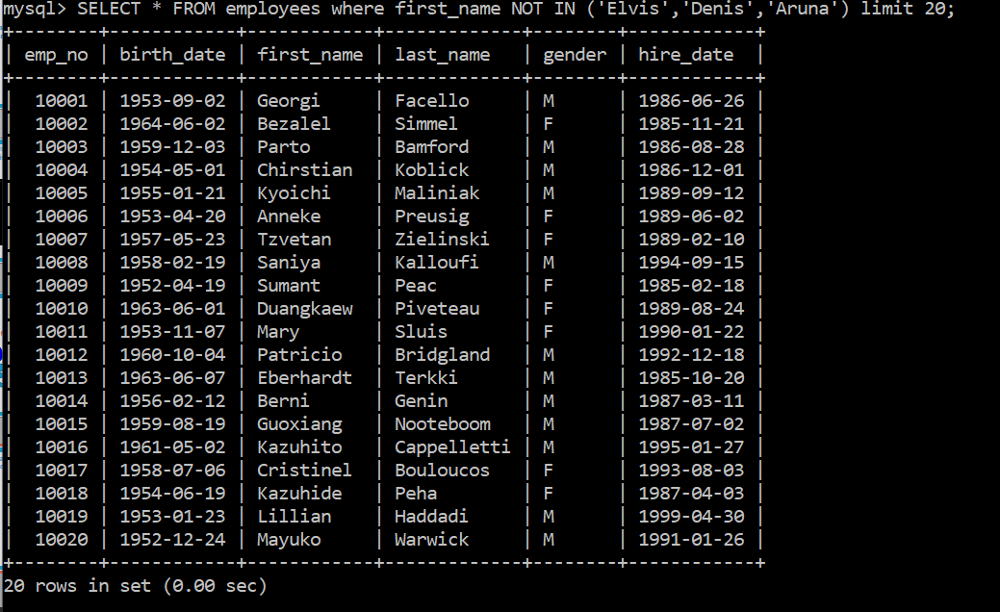 mysql> SELECT * FROM employees where first_name NOT IN ('Elvis','Denis','Aruna') limit 20;
+--------+------------+------------+-------------+--------+------------+
| emp_no | birth_date | first_name | last_name   | gender | hire_date  |
+--------+------------+------------+-------------+--------+------------+
|  10001 | 1953-09-02 | Georgi     | Facello     | M      | 1986-06-26 |
|  10002 | 1964-06-02 | Bezalel    | Simmel      | F      | 1985-11-21 |
|  10003 | 1959-12-03 | Parto      | Bamford     | M      | 1986-08-28 |
|  10004 | 1954-05-01 | Chirstian  | Koblick     | M      | 1986-12-01 |
|  10005 | 1955-01-21 | Kyoichi    | Maliniak    | M      | 1989-09-12 |
|  10006 | 1953-04-20 | Anneke     | Preusig     | F      | 1989-06-02 |
|  10007 | 1957-05-23 | Tzvetan    | Zielinski   | F      | 1989-02-10 |
|  10008 | 1958-02-19 | Saniya     | Kalloufi    | M      | 1994-09-15 |
|  10009 | 1952-04-19 | Sumant     | Peac        | F      | 1985-02-18 |
|  10010 | 1963-06-01 | Duangkaew  | Piveteau    | F      | 1989-08-24 |
|  10011 | 1953-11-07 | Mary       | Sluis       | F      | 1990-01-22 |
|  10012 | 1960-10-04 | Patricio   | Bridgland   | M      | 1992-12-18 |
|  10013 | 1963-06-07 | Eberhardt  | Terkki      | M      | 1985-10-20 |
|  10014 | 1956-02-12 | Berni      | Genin       | M      | 1987-03-11 |
|  10015 | 1959-08-19 | Guoxiang   | Nooteboom   | M      | 1987-07-02 |
|  10016 | 1961-05-02 | Kazuhito   | Cappelletti | M      | 1995-01-27 |
|  10017 | 1958-07-06 | Cristinel  | Bouloucos   | F      | 1993-08-03 |
|  10018 | 1954-06-19 | Kazuhide   | Peha        | F      | 1987-04-03 |
|  10019 | 1953-01-23 | Lillian    | Haddadi     | M      | 1999-04-30 |
|  10020 | 1952-12-24 | Mayuko     | Warwick     | M      | 1991-01-26 |
+--------+------------+------------+-------------+--------+------------+
20 rows in set (0.00 sec)